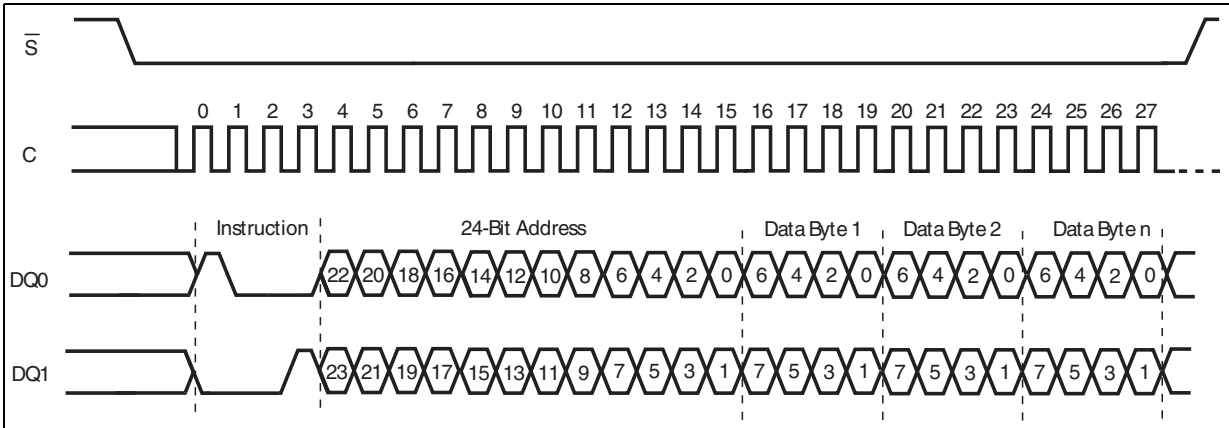 S
0 1 2 3 4 5 6 7 8 9 10 11 12 13 14 15 16 17 18 19 20 21 22 23 24 25 26 27
C
Instruction 24-Bit Address Data Byte 1 Data Byte 2 Data Byte n
DQ0 22 20 18 16 14 12 10 8 6 4 2 0 6 4 2 0 6 4 2 0 6 4 2 0
DQ1 23 21 19 17 15 13 11 9 7 5 3 1 7 5 3 1 7 5 3 1 7 5 3 1